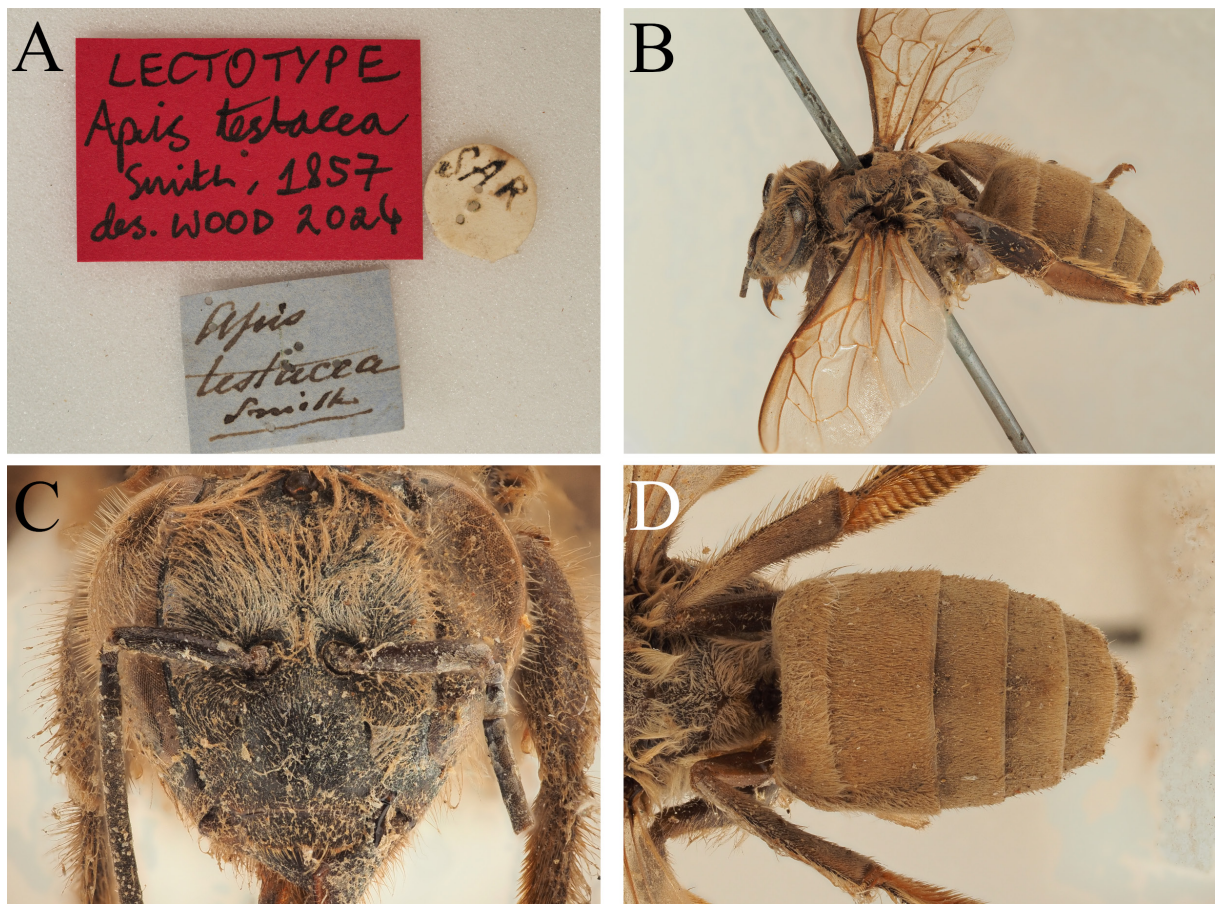 A
LECTOTYPE
Apis testacea
Smith, 1857
des. WOOD 2024
SAR
Apis
testacea
Smith
B
C
D